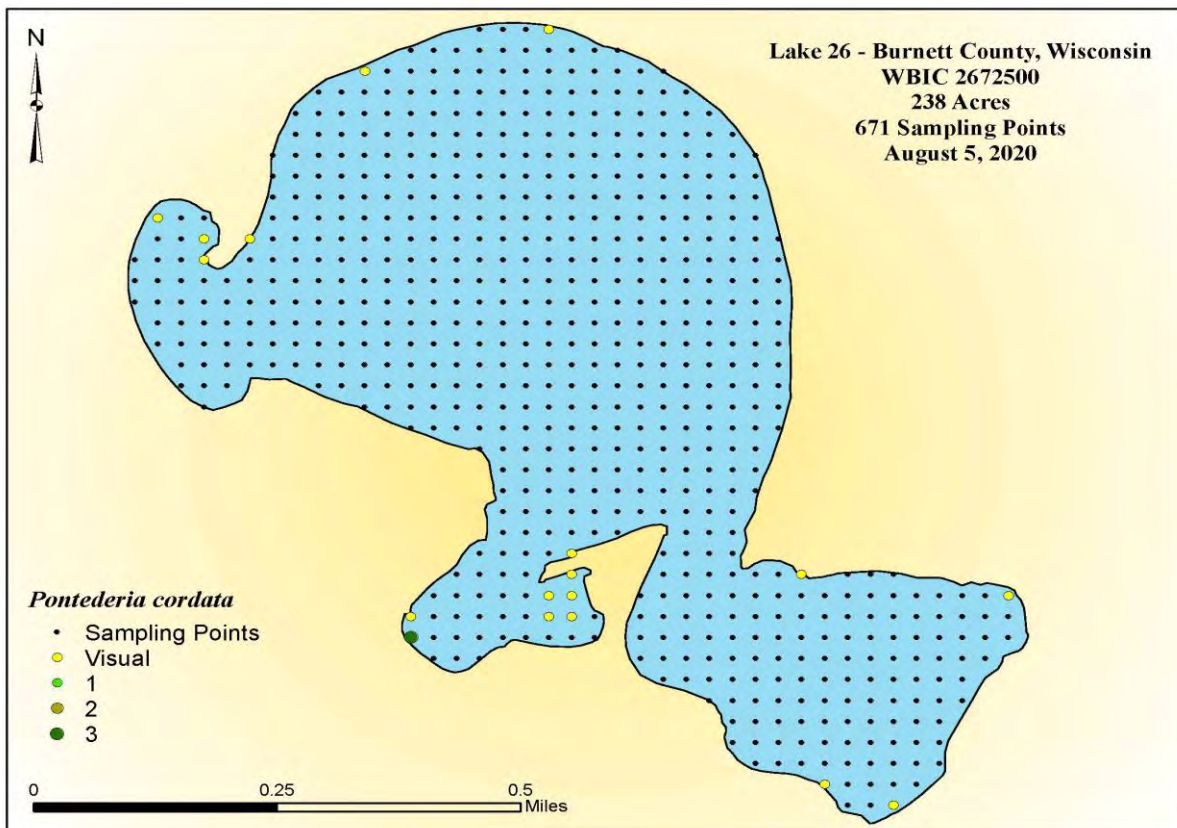 N
Lake 26 - Burnett County, Wisconsin
WBIC 2672500
238 Acres
671 Sampling Points
August 5, 2020
Pontederia cordata
Sampling Points
Visual
1
2
3
0 0.25 0.5
Miles